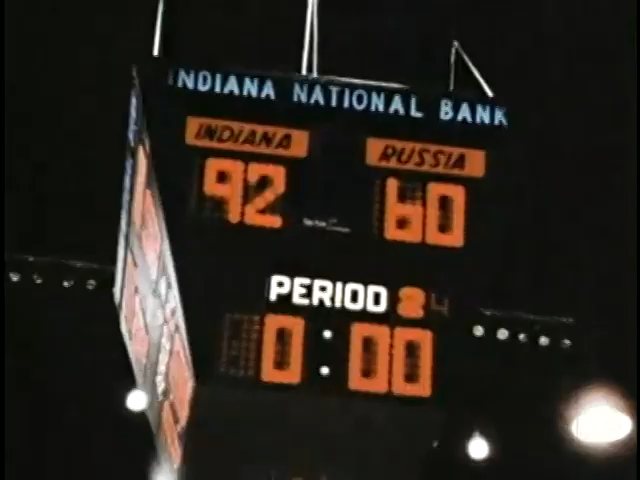 INDIANA NATIONAL BANK
INDIANA RUSSIA
92 60
PERIOD 2
0:00